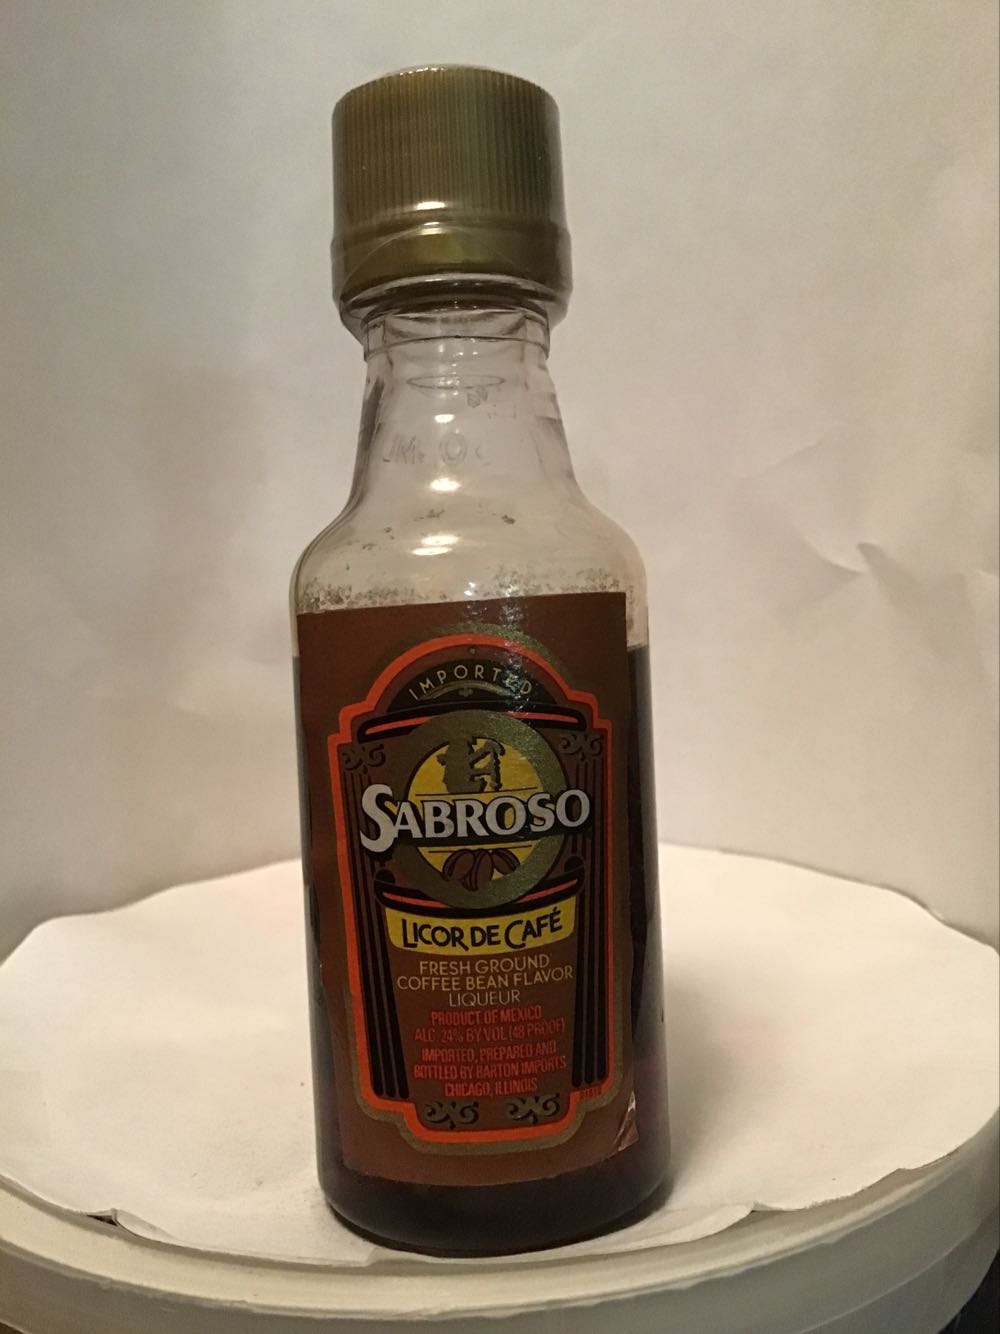 IMPORTED
SABROSO
LICOR DE CAFÉ
FRESH GROUND
COFFEE BEAN FLAVOR
LIQUEUR
PRODUCT OF MEXICO
ALC. 24% BY VOL (48 PROOF)
IMPORTED, PREPARED AND
BOTTLED BY BARTON IMPORTS
CHICAGO, ILLINOIS